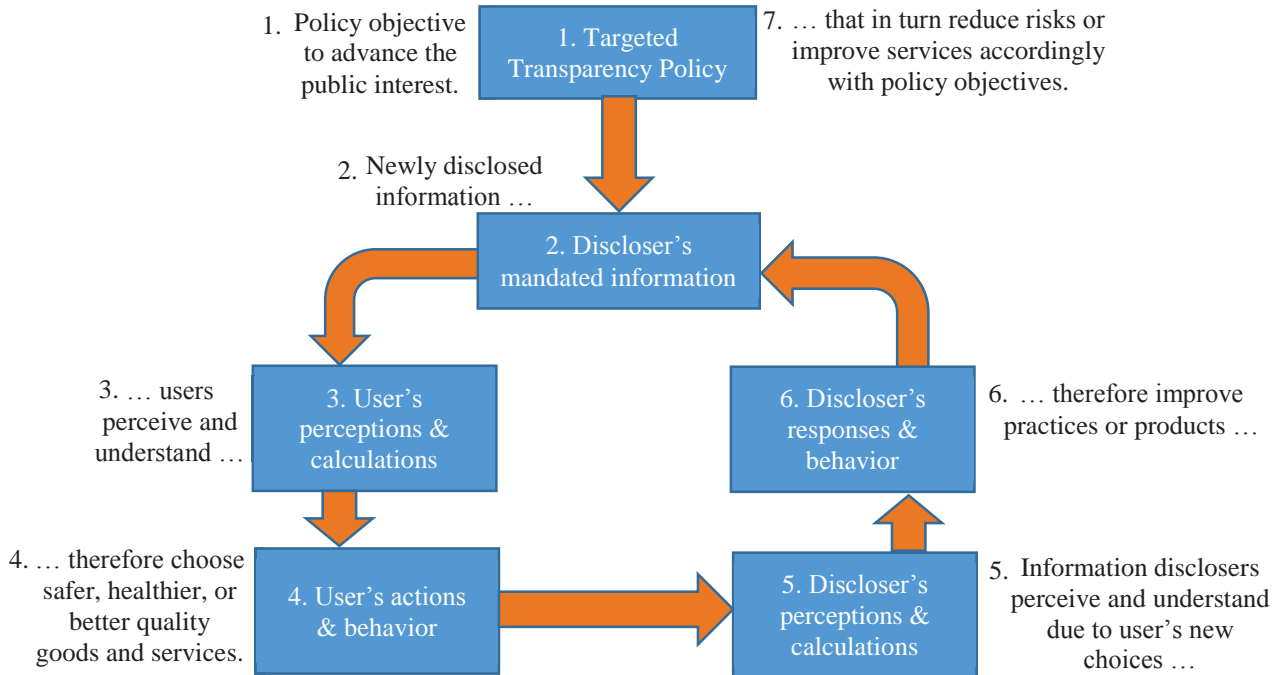 1. Policy objective
to advance the
public interest.
1. Targeted
Transparency Policy
7. … that in turn reduce risks or
improve services accordingly
with policy objectives.
2. Newly disclosed
information …
2. Discloser’s
mandated information
3. … users
perceive and
understand …
3. User’s
perceptions &
calculations
6. Discloser’s
responses &
behavior
6. … therefore improve
practices or products …
4. … therefore choose
safer, healthier, or
better quality
goods and services.
4. User’s actions
& behavior
5. Discloser’s
perceptions &
calculations
5. Information disclosers
perceive and understand
due to user’s new
choices …